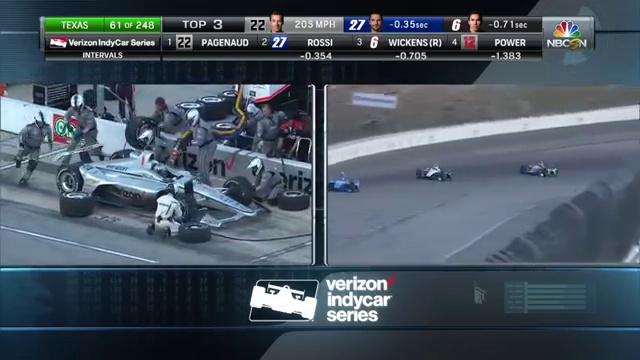 TEXAS 61 OF 248 TOP 3 22 205 MPH 27 -0.35sec 6 -0.71sec NBCSN
Verizon IndyCar Series 1 22 PAGENAUD 2 27 ROSSI 3 6 WICKENS (R) 4 12 POWER
INTERVALS -0.354 -0.705 -1.383
verizon
verizon
indycar
series